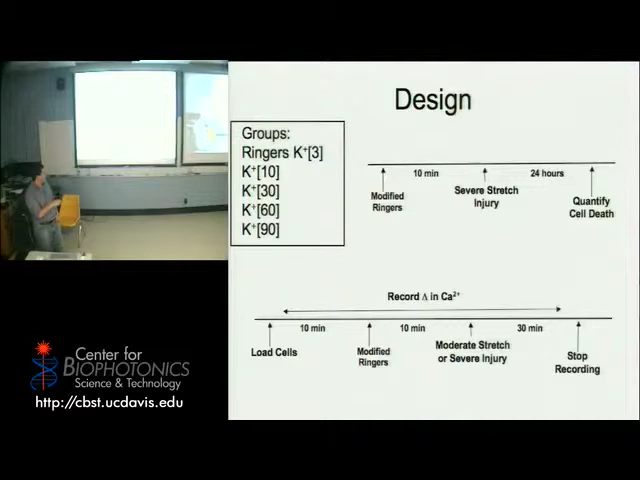 Design
Groups:
Ringers K⁺[3]
K⁺[10]
K⁺[30]
K⁺[60]
K⁺[90]
10 min
24 hours
Modified
Ringers
Severe Stretch
Injury
Quantify
Cell Death
Record Δ in Ca²⁺
10 min
10 min
30 min
Load Cells
Modified
Ringers
Moderate Stretch
or Severe Injury
Stop
Recording
Center for
BIOPHOTONICS
Science & Technology
http://cbst.ucdavis.edu